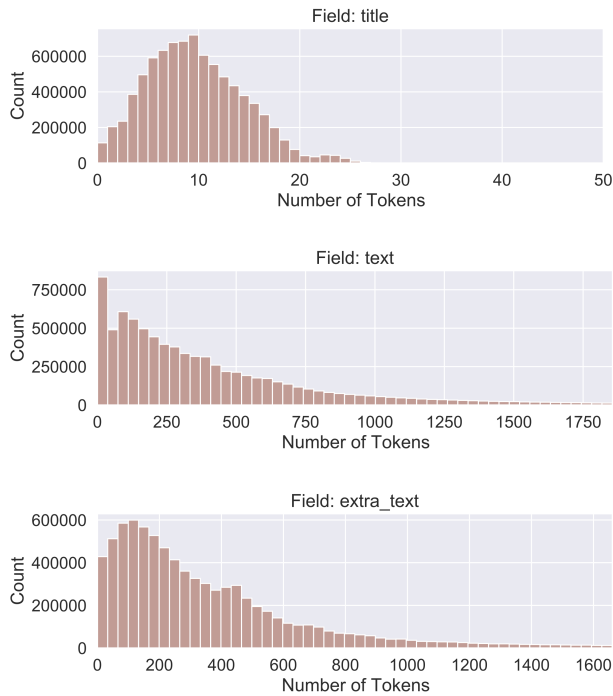 Field: title
Count
600000
400000
200000
0
0 10 20 30 40 50
Number of Tokens
Field: text
Count
750000
500000
250000
0
0 250 500 750 1000 1250 1500 1750
Number of Tokens
Field: extra_text
Count
600000
400000
200000
0
0 200 400 600 800 1000 1200 1400 1600
Number of Tokens